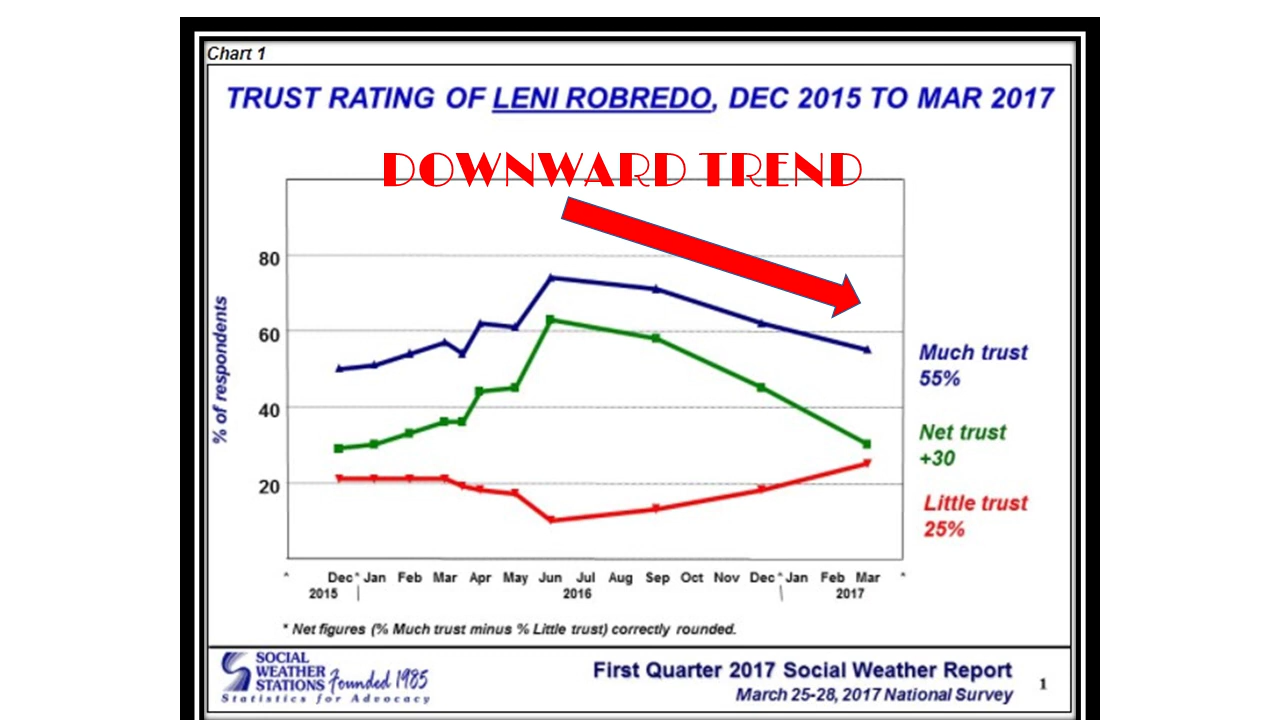 Chart 1
TRUST RATING OF LENI ROBREDO, DEC 2015 TO MAR 2017
DOWNWARD TREND
% of respondents
80
60
40
20
Much trust
55%
Net trust
+30
Little trust
25%
^ Dec ^ Jan Feb Mar Apr May Jun Jul Aug Sep Oct Nov Dec ^ Jan Feb Mar ^
2015 | 2016 | 2017
* Net figures (% Much trust minus % Little trust) correctly rounded.
SOCIAL
WEATHER
STATIONS Founded 1985
Statistics for Advocacy
First Quarter 2017 Social Weather Report
March 25-28, 2017 National Survey
1